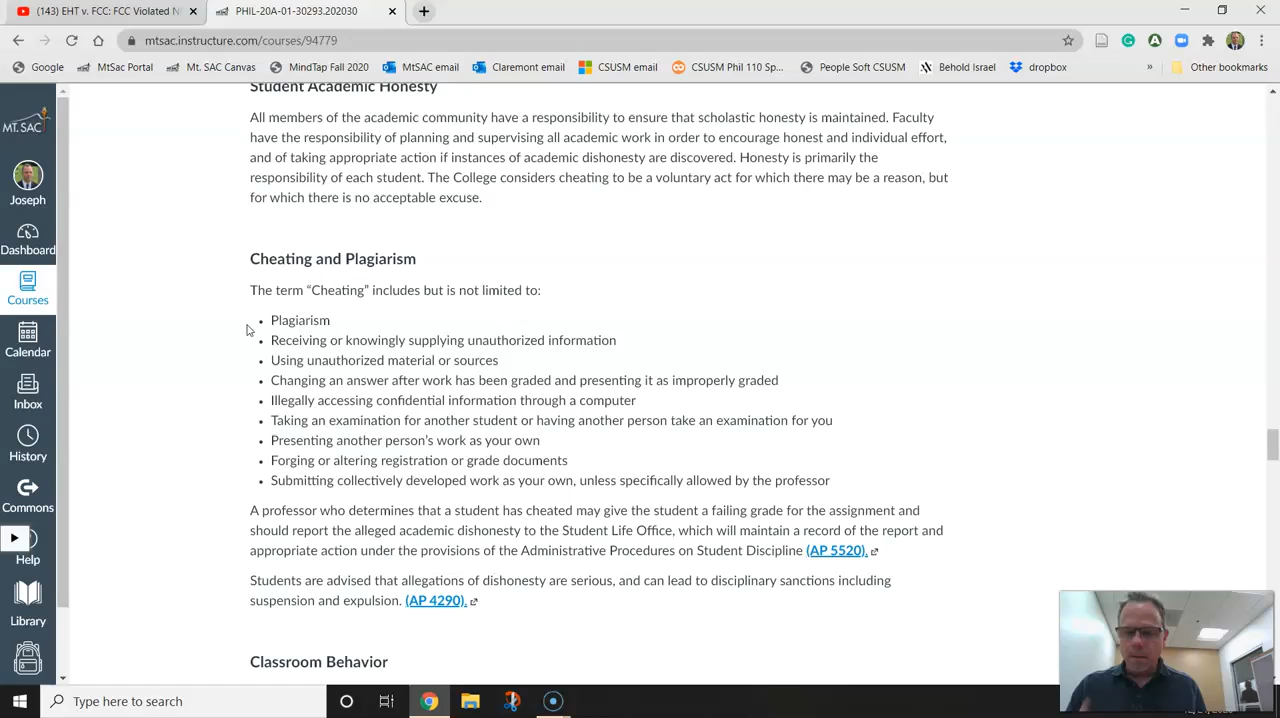 (143) EHT v. FCC: FCC Violated N
PHIL-20A-01-30293.202030
mtsac.instructure.com/courses/94779
Google
MtSac Portal
Mt. SAC Canvas
MindTap Fall 2020
MtSAC email
Claremont email
CSUSM email
CSUSM Phil 110 Sp...
People Soft CSUSM
Behold Israel
dropbox
»
Other bookmarks
MT. SAC
Joseph
Dashboard
Courses
Calendar
Inbox
History
Commons
Help
Library
Student Academic Honesty
All members of the academic community have a responsibility to ensure that scholastic honesty is maintained. Faculty
have the responsibility of planning and supervising all academic work in order to encourage honest and individual effort,
and of taking appropriate action if instances of academic dishonesty are discovered. Honesty is primarily the
responsibility of each student. The College considers cheating to be a voluntary act for which there may be a reason, but
for which there is no acceptable excuse.
Cheating and Plagiarism
The term “Cheating” includes but is not limited to:
• Plagiarism
• Receiving or knowingly supplying unauthorized information
• Using unauthorized material or sources
• Changing an answer after work has been graded and presenting it as improperly graded
• Illegally accessing confidential information through a computer
• Taking an examination for another student or having another person take an examination for you
• Presenting another person’s work as your own
• Forging or altering registration or grade documents
• Submitting collectively developed work as your own, unless specifically allowed by the professor
A professor who determines that a student has cheated may give the student a failing grade for the assignment and
should report the alleged academic dishonesty to the Student Life Office, which will maintain a record of the report and
appropriate action under the provisions of the Administrative Procedures on Student Discipline (AP 5520).
Students are advised that allegations of dishonesty are serious, and can lead to disciplinary sanctions including
suspension and expulsion. (AP 4290).
Classroom Behavior
Type here to search